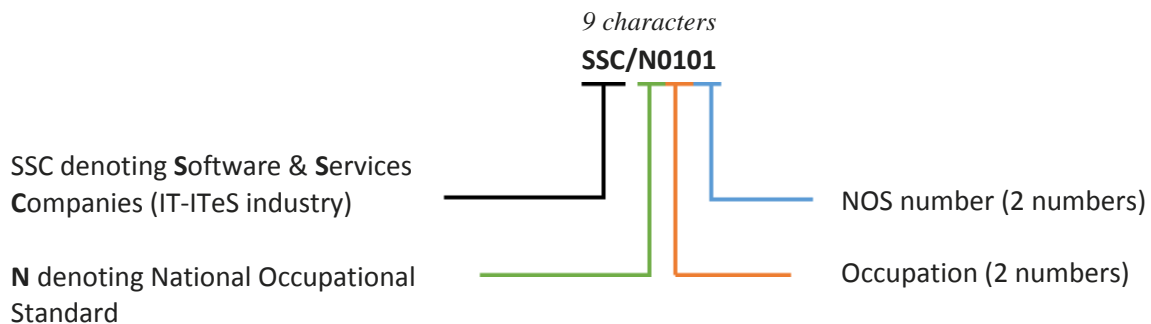 9 characters
SSC/N0101
SSC denoting Software & Services
Companies (IT-ITeS industry)
NOS number (2 numbers)
N denoting National Occupational
Standard
Occupation (2 numbers)